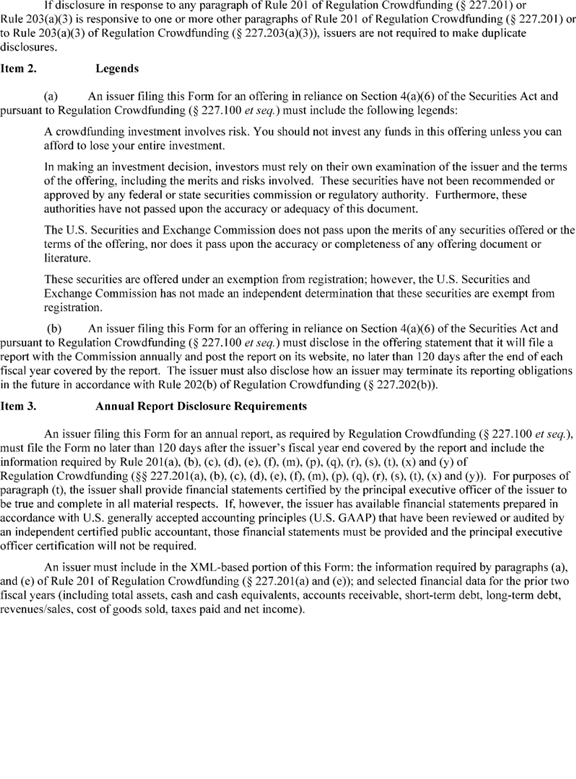 If disclosure in response to any paragraph of Rule 201 of Regulation Crowdfunding (§ 227.201) or
Rule 203(a)(3) is responsive to one or more other paragraphs of Rule 201 of Regulation Crowdfunding (§ 227.201) or
to Rule 203(a)(3) of Regulation Crowdfunding (§ 227.203(a)(3)), issuers are not required to make duplicate
disclosures.
Item 2. Legends
(a) An issuer filing this Form for an offering in reliance on Section 4(a)(6) of the Securities Act and
pursuant to Regulation Crowdfunding (§ 227.100 et seq.) must include the following legends:
A crowdfunding investment involves risk. You should not invest any funds in this offering unless you can
afford to lose your entire investment.
In making an investment decision, investors must rely on their own examination of the issuer and the terms
of the offering, including the merits and risks involved. These securities have not been recommended or
approved by any federal or state securities commission or regulatory authority. Furthermore, these
authorities have not passed upon the accuracy or adequacy of this document.
The U.S. Securities and Exchange Commission does not pass upon the merits of any securities offered or the
terms of the offering, nor does it pass upon the accuracy or completeness of any offering document or
literature.
These securities are offered under an exemption from registration; however, the U.S. Securities and
Exchange Commission has not made an independent determination that these securities are exempt from
registration.
(b) An issuer filing this Form for an offering in reliance on Section 4(a)(6) of the Securities Act and
pursuant to Regulation Crowdfunding (§ 227.100 et seq.) must disclose in the offering statement that it will file a
report with the Commission annually and post the report on its website, no later than 120 days after the end of each
fiscal year covered by the report. The issuer must also disclose how an issuer may terminate its reporting obligations
in the future in accordance with Rule 202(b) of Regulation Crowdfunding (§ 227.202(b)).
Item 3. Annual Report Disclosure Requirements
An issuer filing this Form for an annual report, as required by Regulation Crowdfunding (§ 227.100 et seq.),
must file the Form no later than 120 days after the issuer's fiscal year end covered by the report and include the
information required by Rule 201(a), (b), (c), (d), (e), (f), (m), (p), (q), (r), (s), (t), (x) and (y) of
Regulation Crowdfunding (§§ 227.201(a), (b), (c), (d), (e), (f), (m), (p), (q), (r), (s), (t), (x) and (y)). For purposes of
paragraph (t), the issuer shall provide financial statements certified by the principal executive officer of the issuer to
be true and complete in all material respects. If, however, the issuer has available financial statements prepared in
accordance with U.S. generally accepted accounting principles (U.S. GAAP) that have been reviewed or audited by
an independent certified public accountant, those financial statements must be provided and the principal executive
officer certification will not be required.
An issuer must include in the XML-based portion of this Form: the information required by paragraphs (a),
and (e) of Rule 201 of Regulation Crowdfunding (§ 227.201(a) and (e)); and selected financial data for the prior two
fiscal years (including total assets, cash and cash equivalents, accounts receivable, short-term debt, long-term debt,
revenues/sales, cost of goods sold, taxes paid and net income).